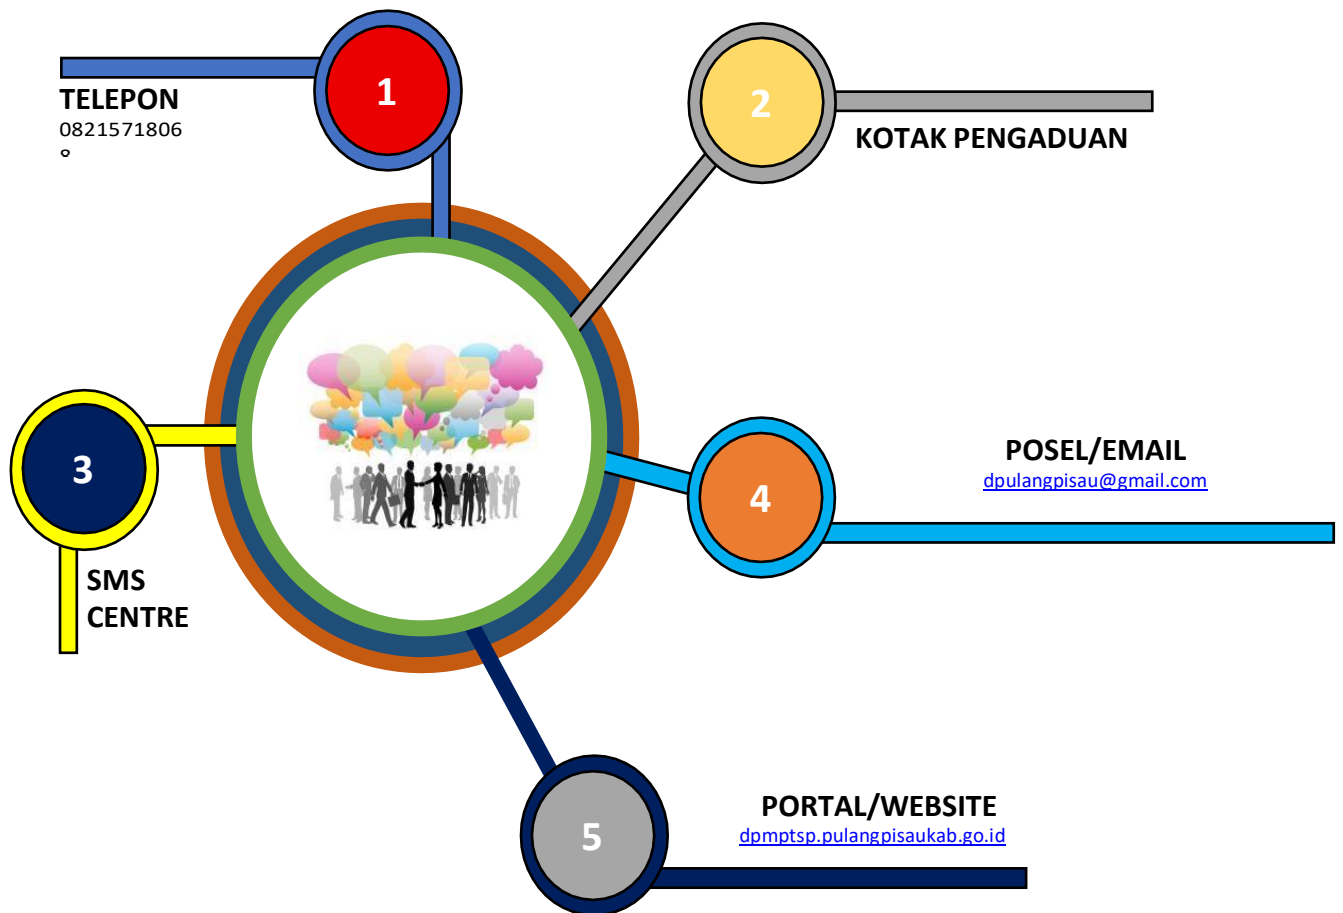 1
TELEPON
0821571806
2
KOTAK PENGADUAN
3
SMS
CENTRE
4
POSEL/EMAIL
dpulangpisau@gmail.com
5
PORTAL/WEBSITE
dpmptsp.pulangpisaukab.go.id